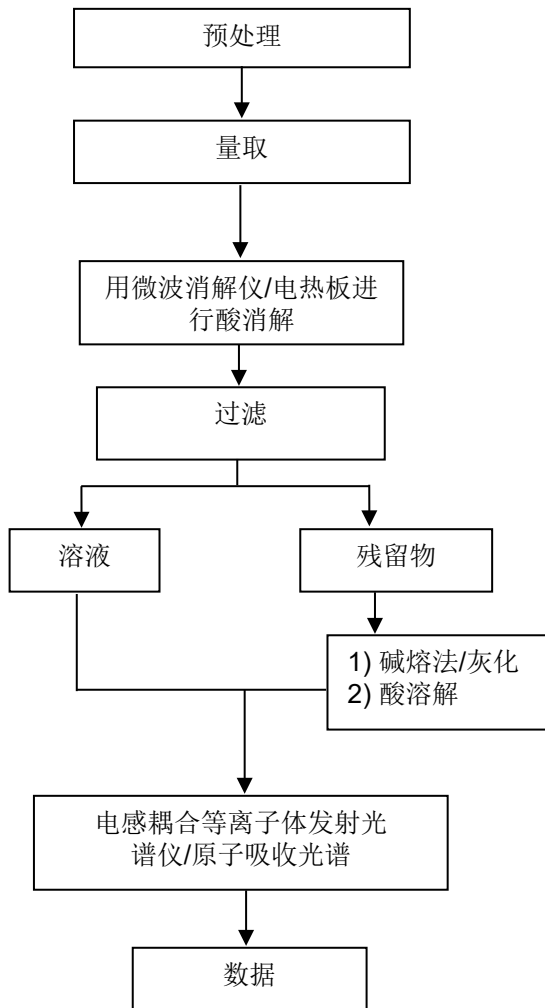 预处理
量取
用微波消解仪/电热板进
行酸消解
过滤
溶液
残留物
1) 碱熔法/灰化
2) 酸溶解
电感耦合等离子体发射光
谱仪/原子吸收光谱
数据